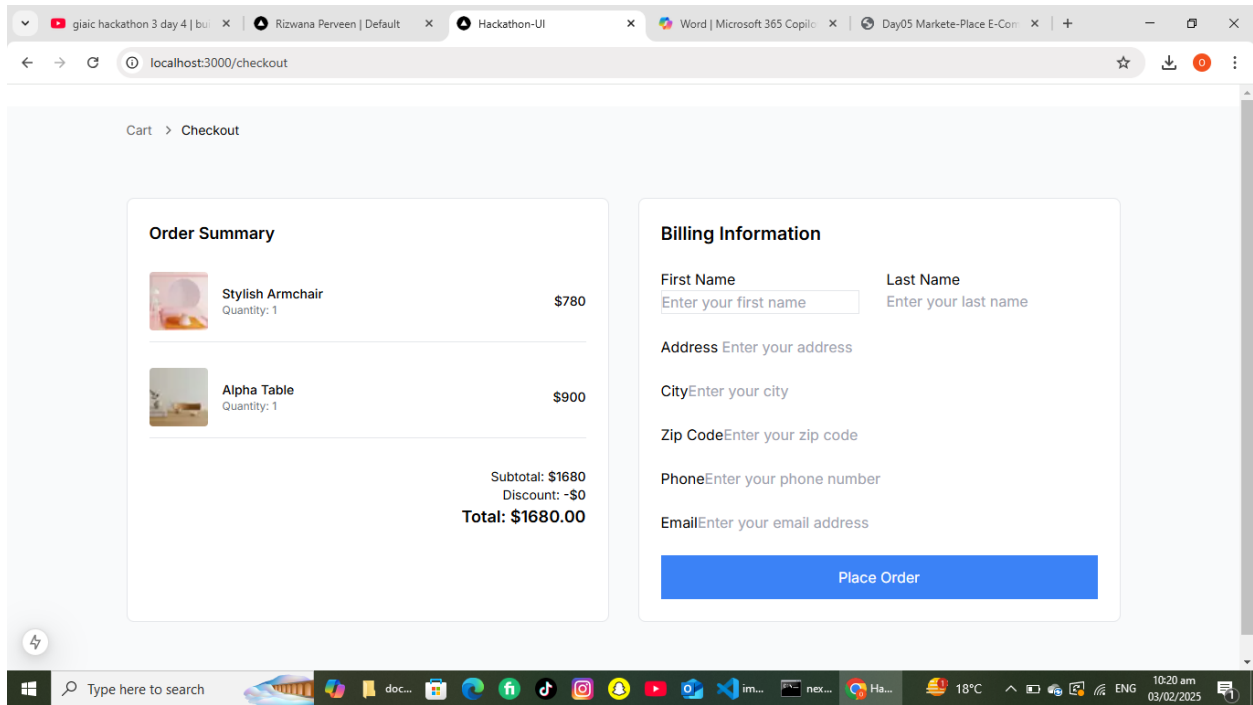 giaic hackathon 3 day 4 | bui
Rizwana Perveen | Default
Hackathon-UI
Word | Microsoft 365 Copilo
Day05 Markete-Place E-Com
localhost:3000/checkout
O
Cart > Checkout
Order Summary
Stylish Armchair
Quantity: 1
$780
Alpha Table
Quantity: 1
$900
Subtotal: $1680
Discount: -$0
Total: $1680.00
Billing Information
First Name
Enter your first name
Last Name
Enter your last name
Address Enter your address
CityEnter your city
Zip CodeEnter your zip code
PhoneEnter your phone number
EmailEnter your email address
Place Order
Type here to search
doc...
im...
nex...
Ha...
18°C
ENG
10:20 am
03/02/2025
1